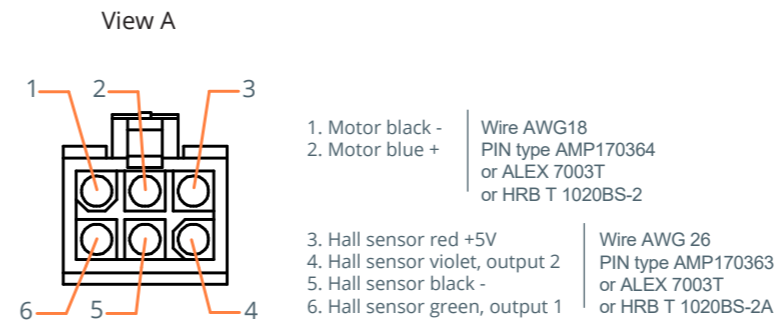 View A
1
2
3
1. Motor black -
2. Motor blue +
Wire AWG18
PIN type AMP170364
or ALEX 7003T
or HRB T 1020BS-2
3. Hall sensor red +5V
4. Hall sensor violet, output 2
5. Hall sensor black -
6. Hall sensor green, output 1
Wire AWG 26
PIN type AMP170363
or ALEX 7003T
or HRB T 1020BS-2A
6
5
4